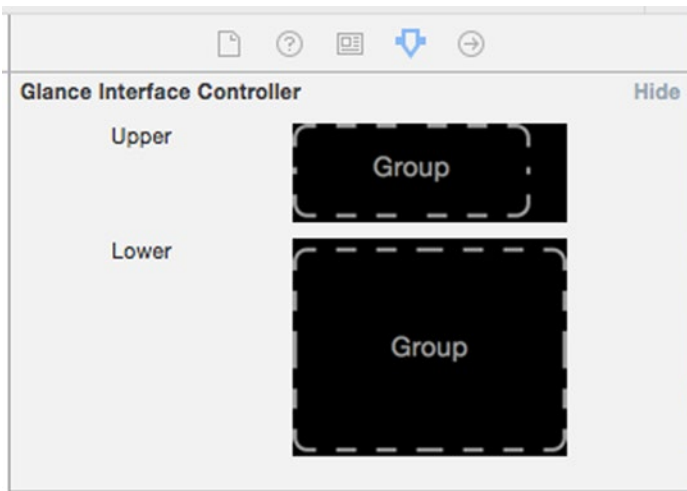 Glance Interface Controller Hide
Upper
Group
Lower
Group